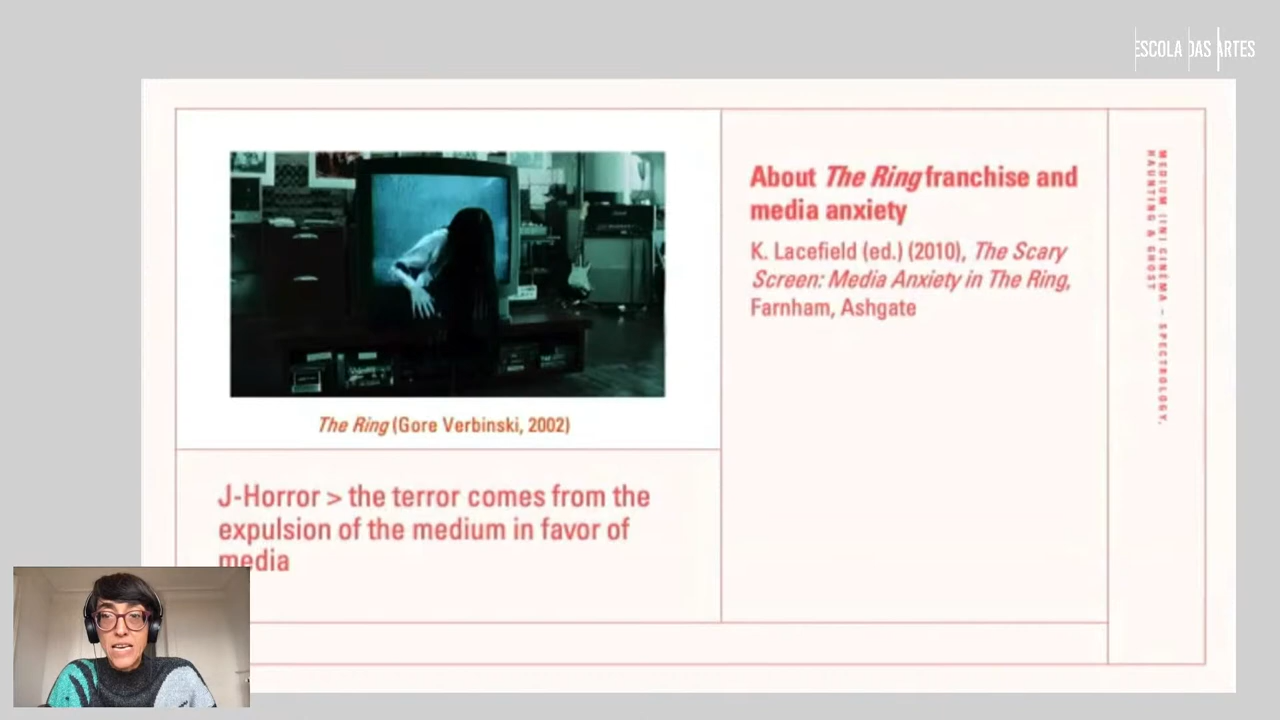 ESCOLA DAS ARTES
About The Ring franchise and
media anxiety
K. Lacefield (ed.) (2010), The Scary
Screen: Media Anxiety in The Ring,
Farnham, Ashgate
The Ring (Gore Verbinski, 2002)
J-Horror > the terror comes from the
expulsion of the medium in favor of
media
MEDIUM (IN) CINEMA – SPECTROLOGY,
HAUNTING & GHOST